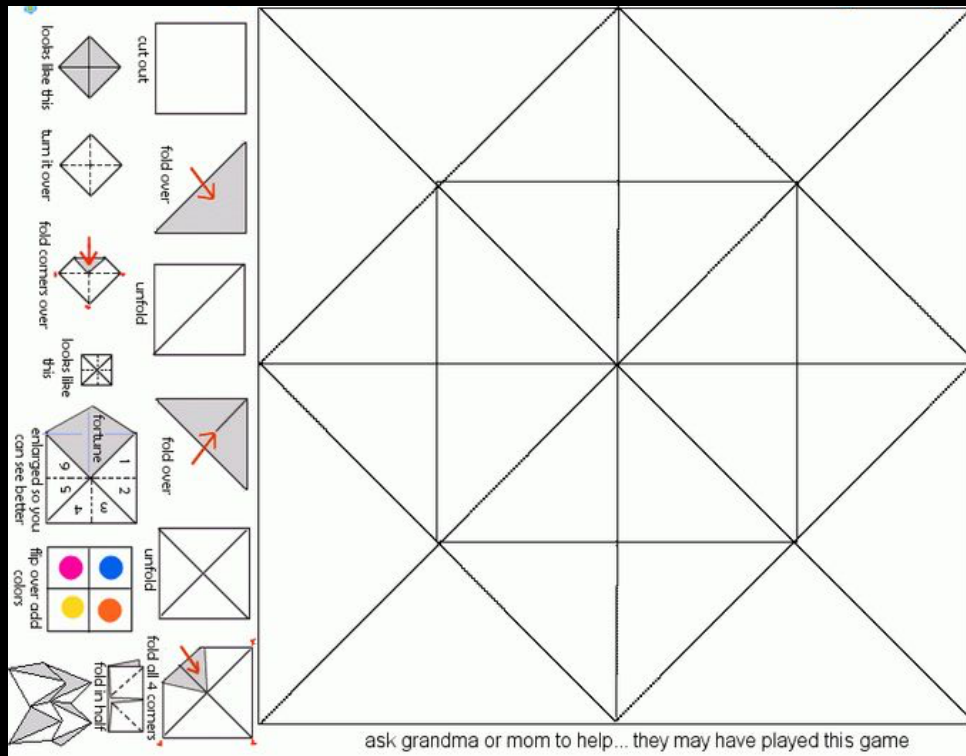 cut out
fold over
unfold
fold over
unfold
fold all 4 corners
looks like this
turn it over
fold corners over
looks like
this
fortune
1
2
3
4
5
6
enlarged so you
can see better
flip over add
colors
fold in half
ask grandma or mom to help... they may have played this game